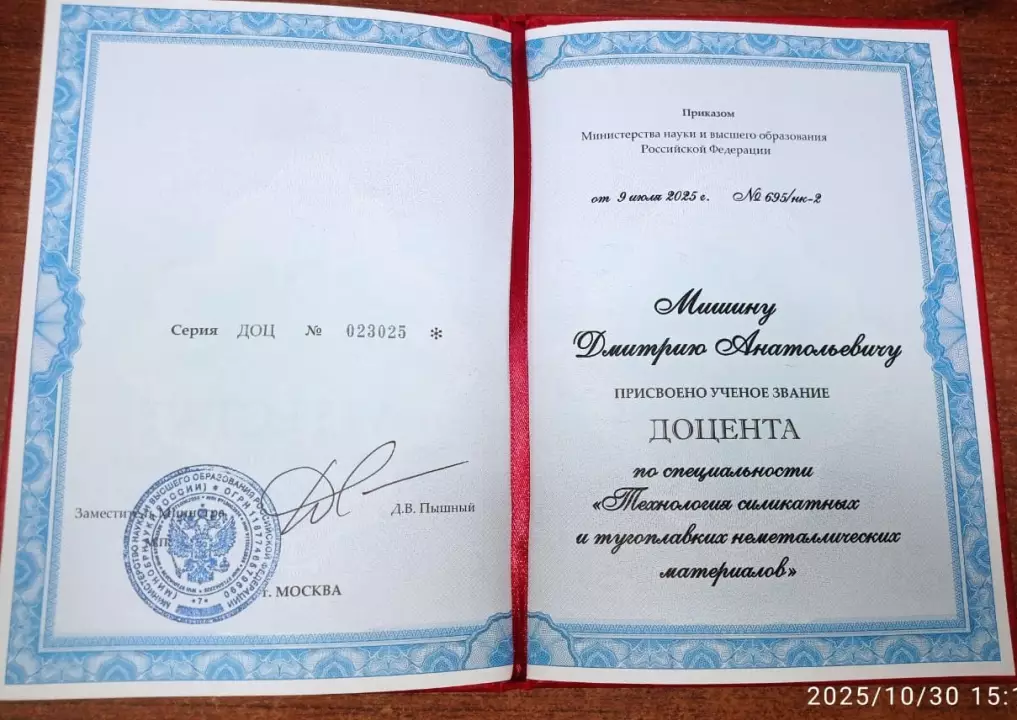 Серия ДОЦ № 023025 *
Заместитель Министра
Д.В. Пышный
г. МОСКВА
Приказом
Министерства науки и высшего образования
Российской Федерации
от 9 июля 2025 г. № 695/нк-2
Мишину
Дмитрию Анатольевичу
ПРИСВОЕНО УЧЕНОЕ ЗВАНИЕ
ДОЦЕНТА
по специальности
«Технология силикатных
и тугоплавких неметаллических
материалов»
2025/10/30 15:1